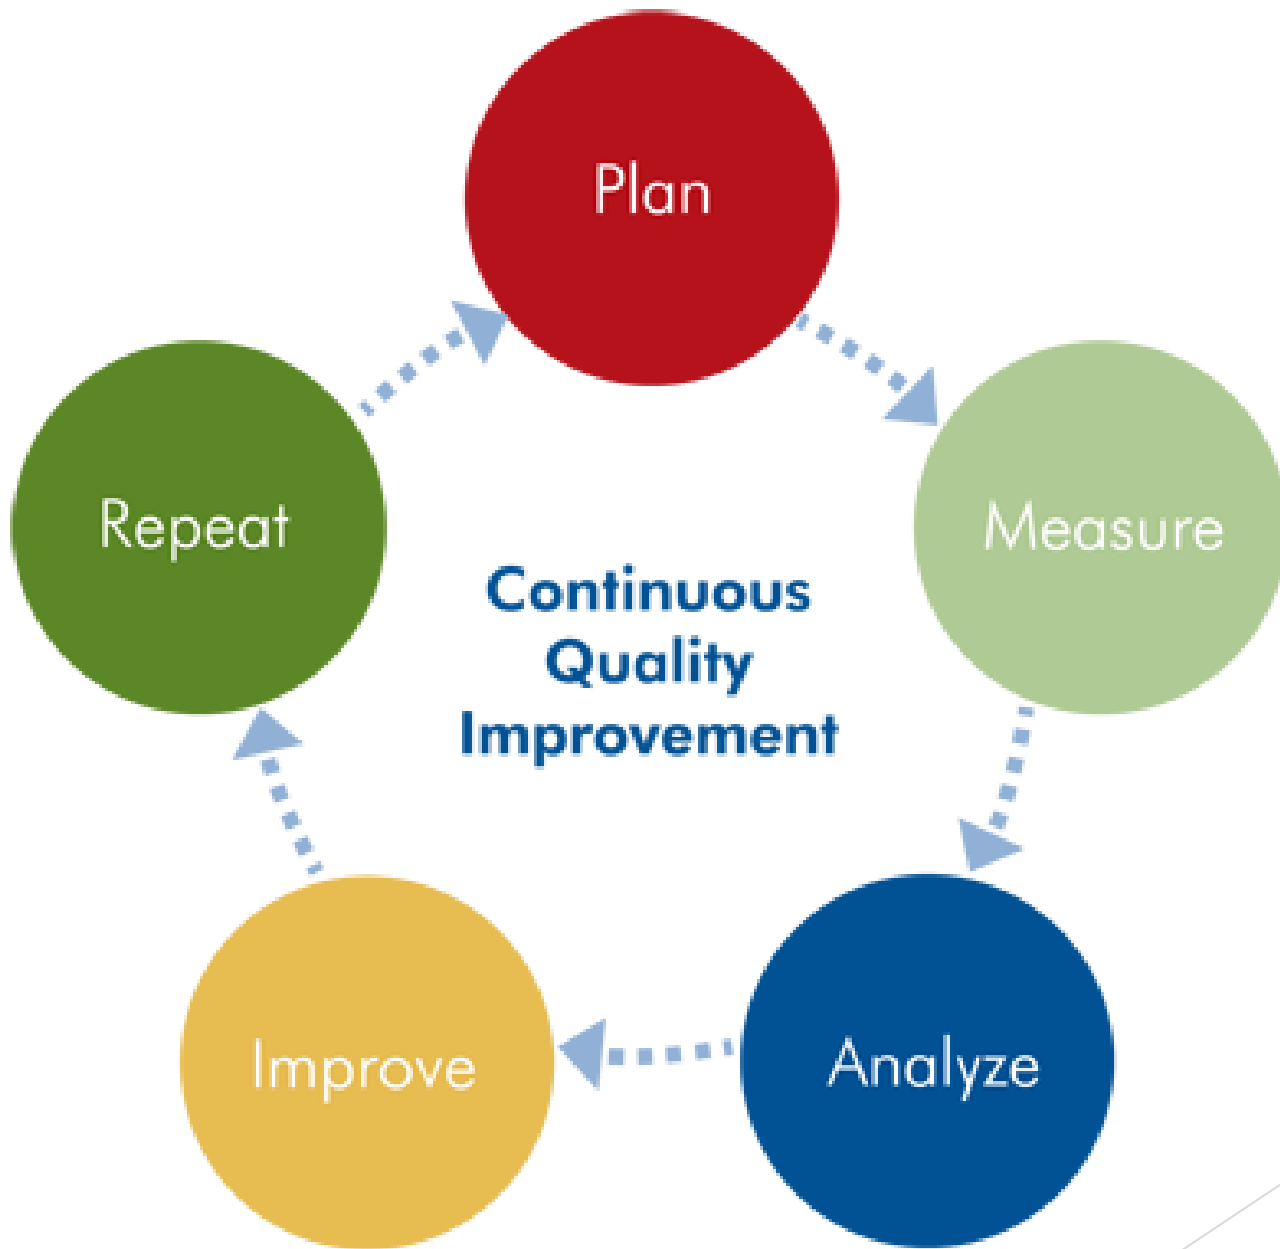 Plan
Measure
Analyze
Improve
Repeat
Continuous
Quality
Improvement